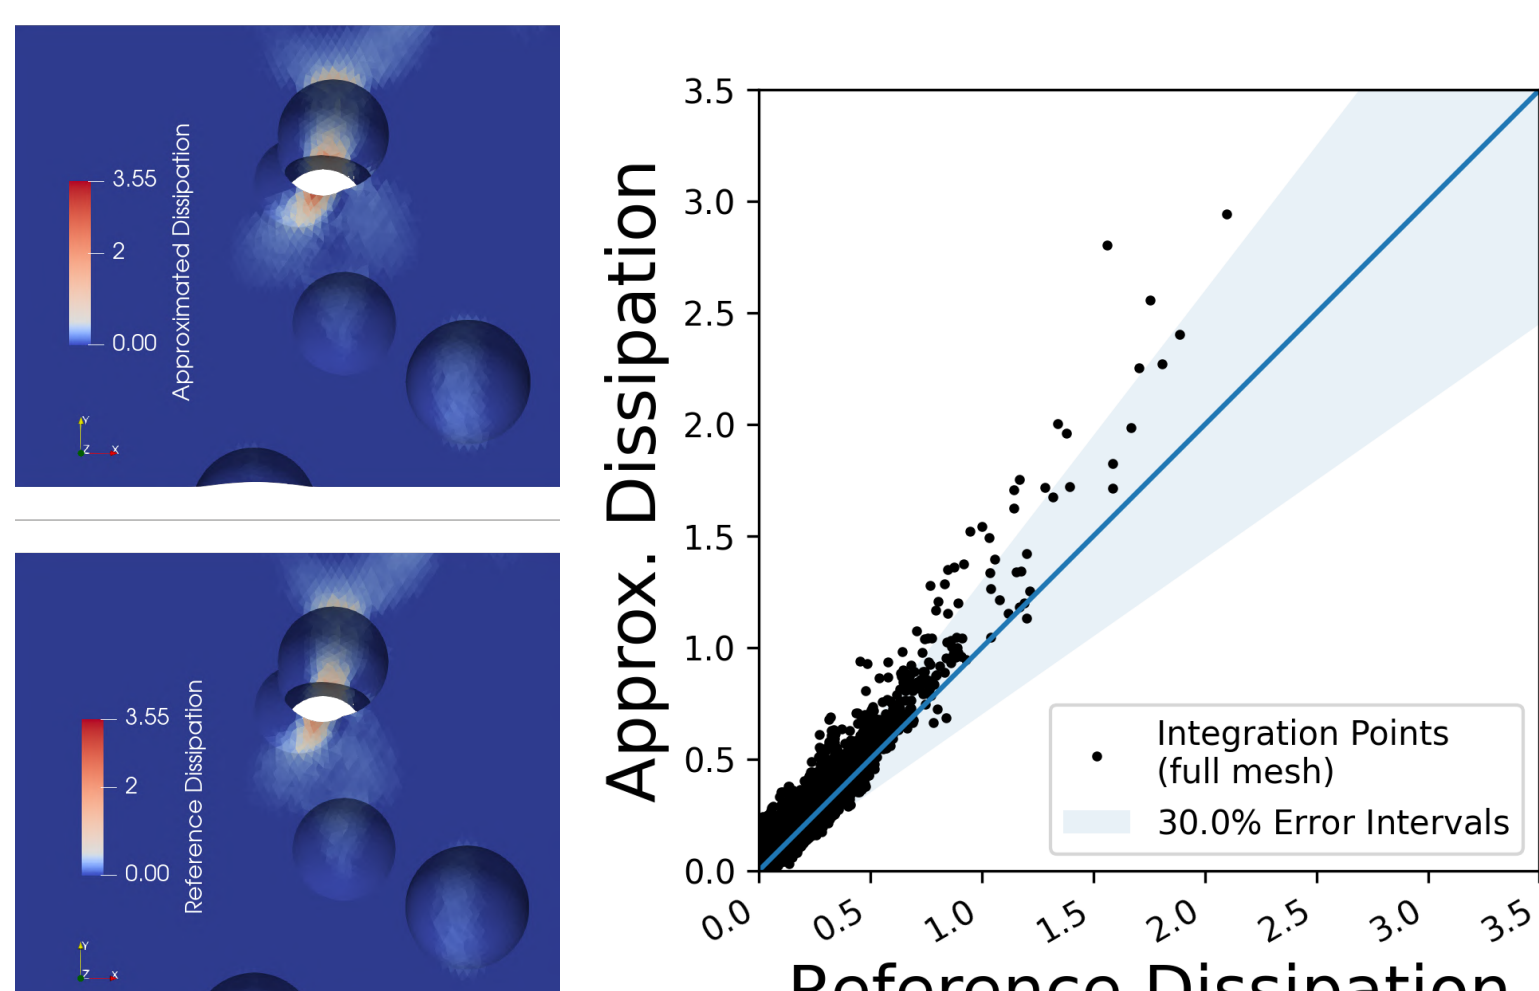 3.55
2
0.00
Approximated Dissipation
Y
Z
X
3.55
2
0.00
Reference Dissipation
Y
Z
X
Approx. Dissipation
3.5
3.0
2.5
2.0
1.5
1.0
0.5
0.0
Integration Points
(full mesh)
30.0% Error Intervals
0.0 0.5 1.0 1.5 2.0 2.5 3.0 3.5
Reference Dissipation